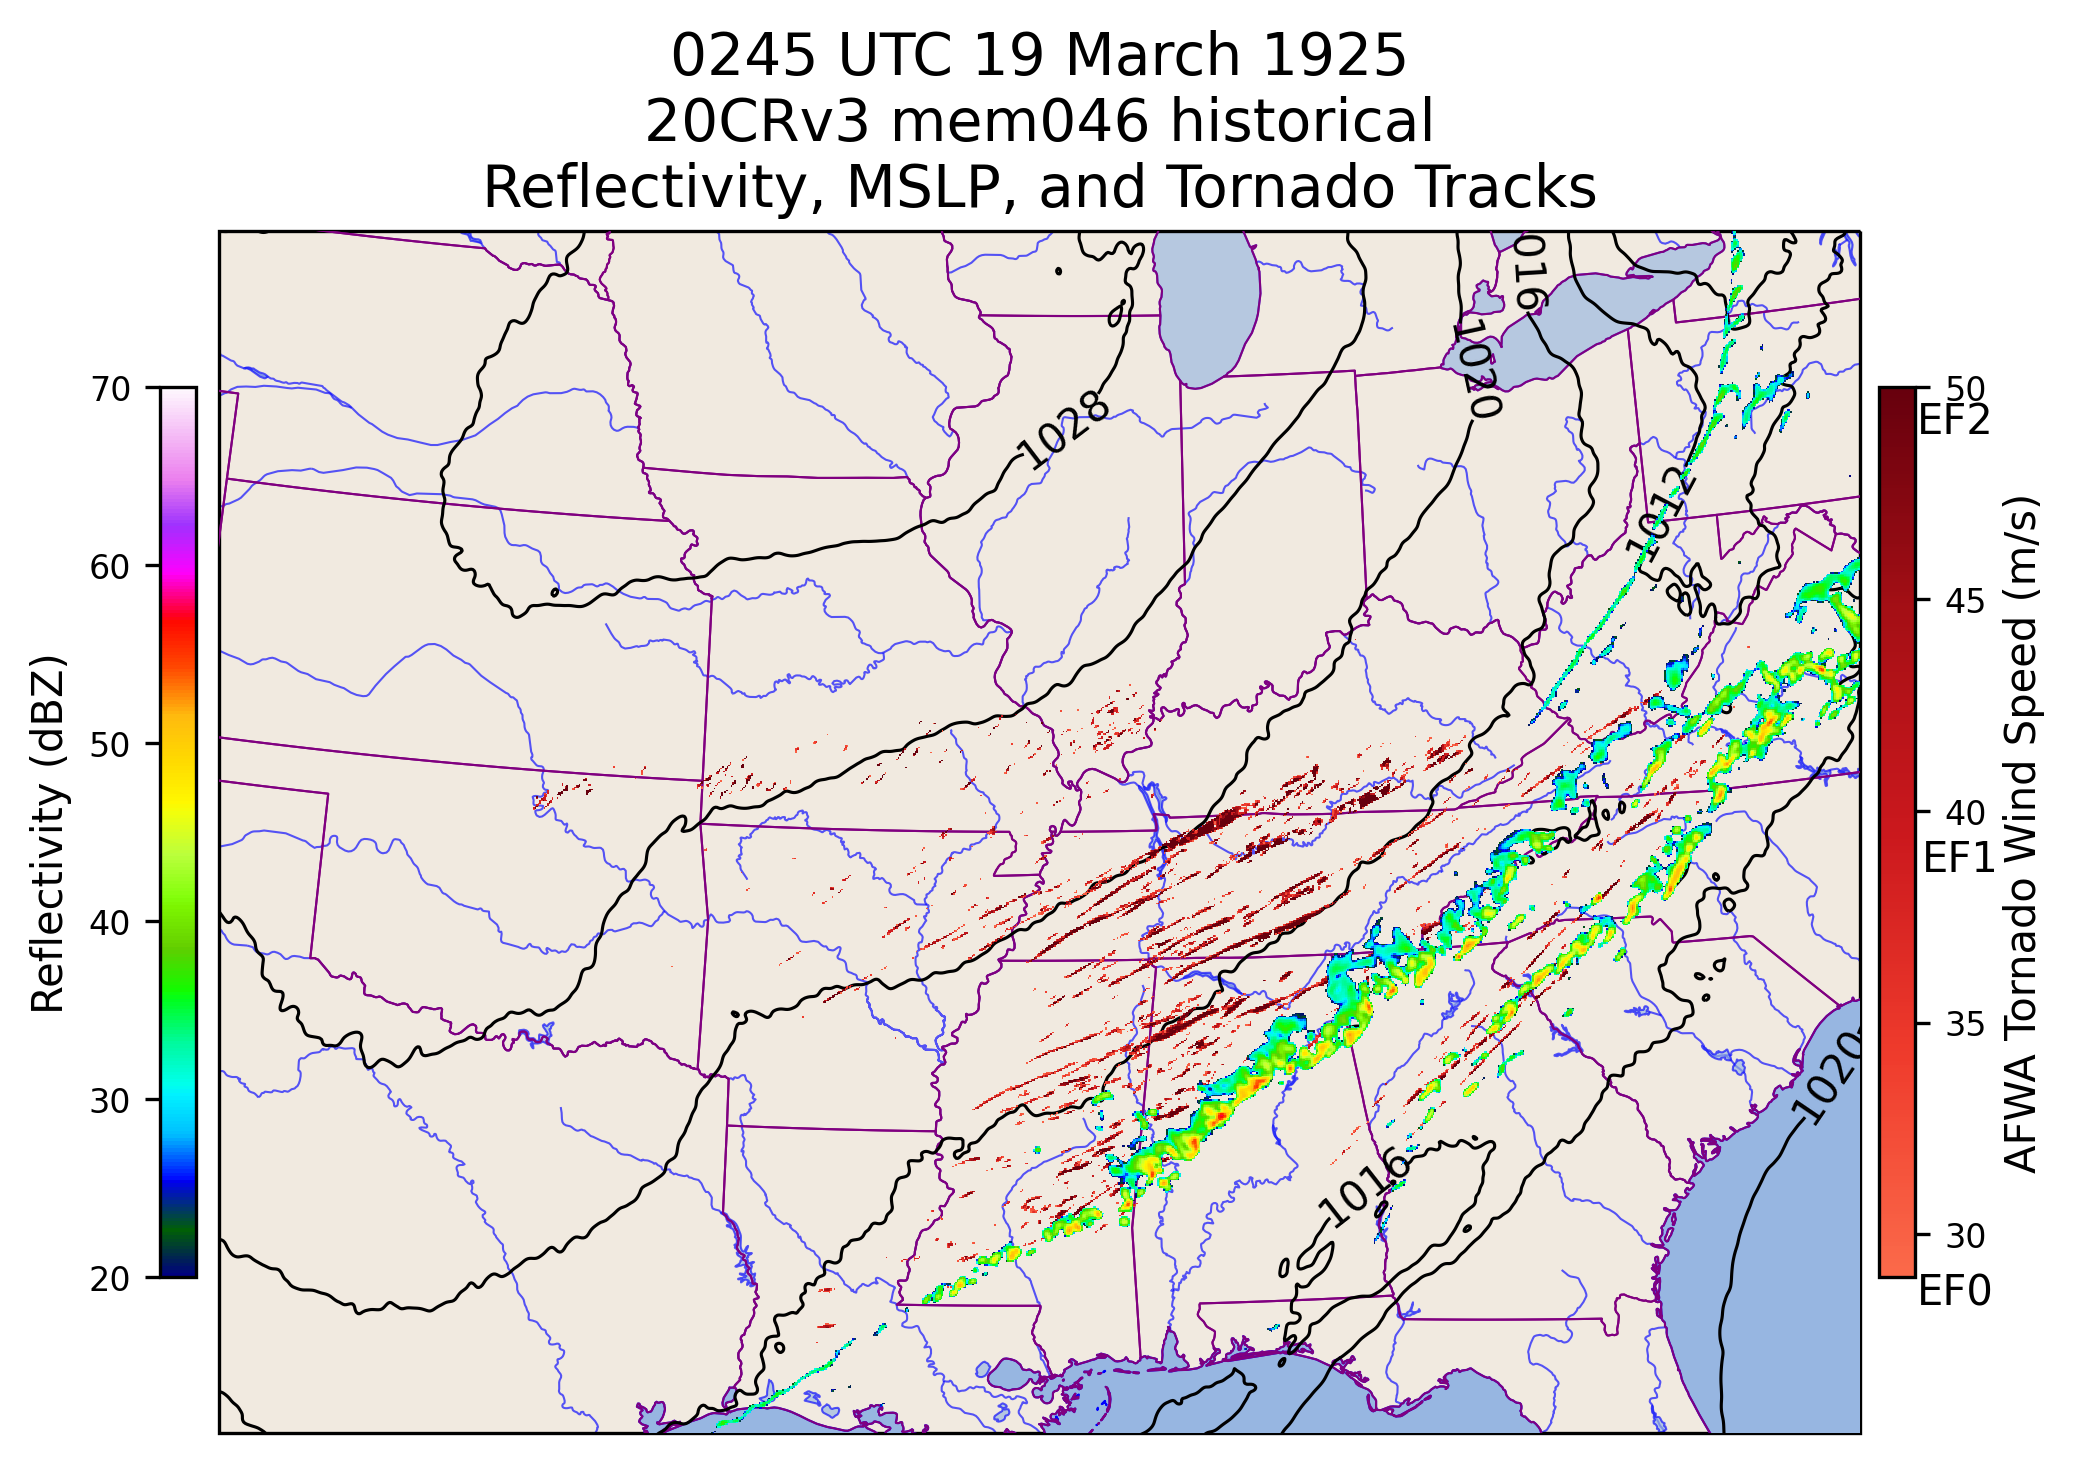 0245 UTC 19 March 1925
20CRv3 mem046 historical
Reflectivity, MSLP, and Tornado Tracks
70
60
50
40
30
20
Reflectivity (dBZ)
1028
1020
016
1012
1016
1020
50
EF2
45
40
EF1
35
30
EF0
AFWA Tornado Wind Speed (m/s)